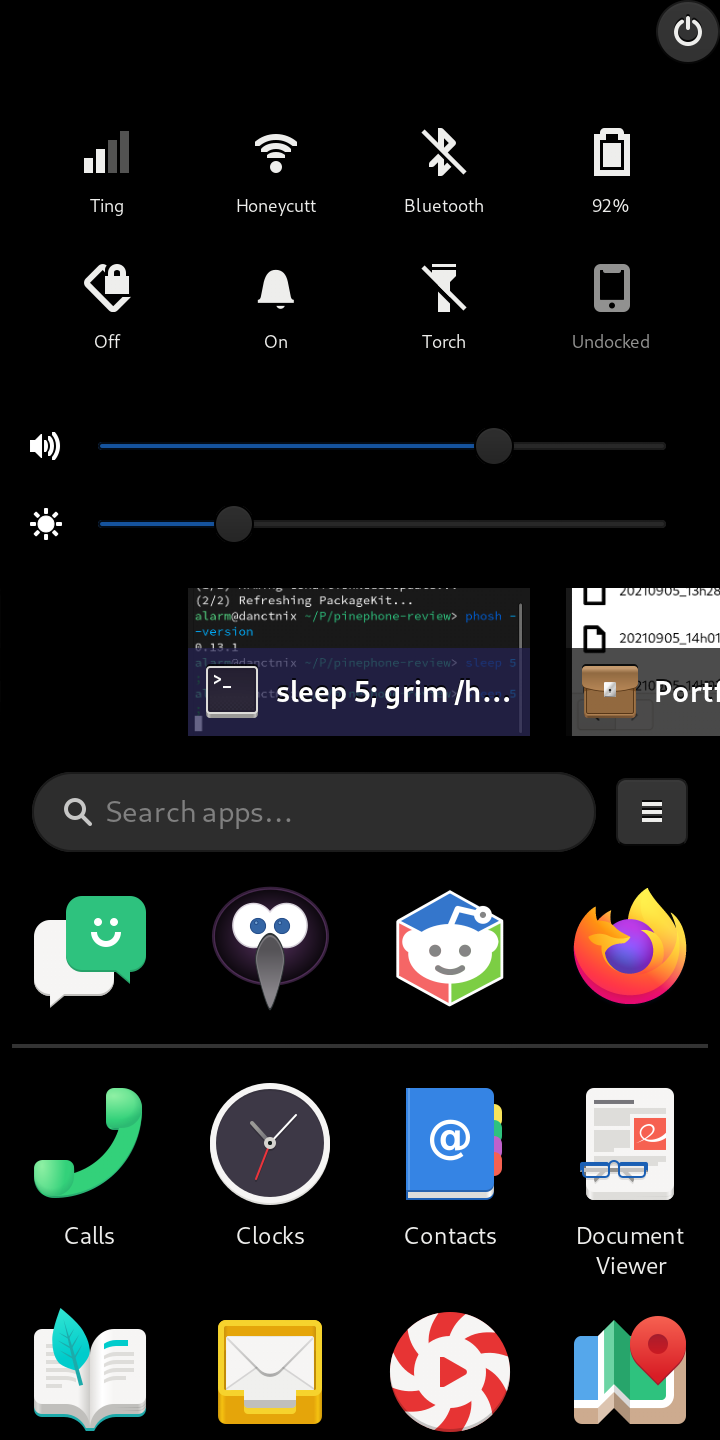 Ting
Honeycutt
Bluetooth
92%
Off
On
Torch
Undocked
(2/2) Refreshing PackageKit...
alarm@danctnix ~/P/pinephone-review> phosh -
-version
0.13.1
alarm@danctnix ~/P/pinephone-review> sleep 5
sleep 5; grim /h...
20210905_13h28
20210905_14h01
Portf
Search apps...
@
Calls
Clocks
Contacts
Document
Viewer